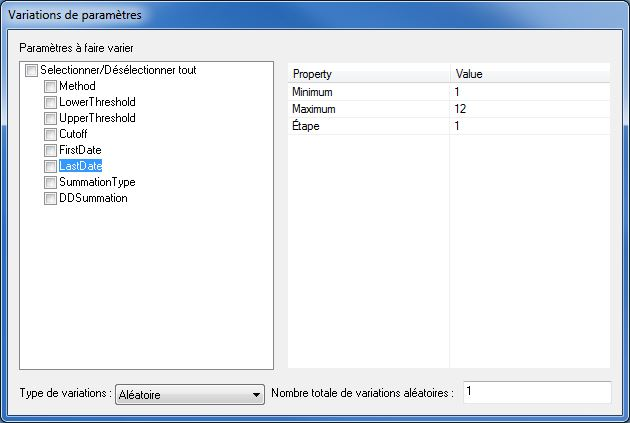 Variations de paramètres
Paramètres à faire varier
Selectionner/Désélectionner tout
Method
LowerThreshold
UpperThreshold
Cutoff
FirstDate
LastDate
SummationType
DDSummation
Property Value
Minimum 1
Maximum 12
Étape 1
Type de variations : Aléatoire Nombre totale de variations aléatoires : 1